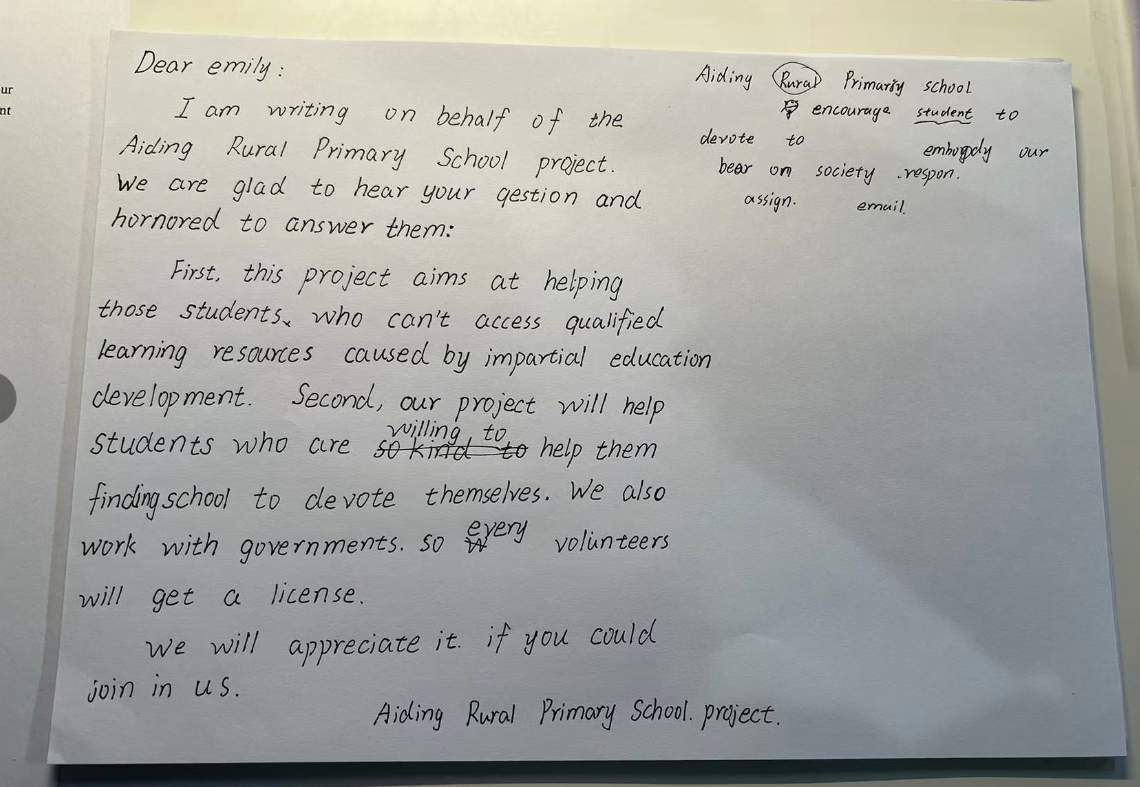 Dear emily:
I am writing on behalf of the
Aiding Rural Primary School project.
We are glad to hear your qestion and
hornored to answer them:
First, this project aims at helping
those students, who can't access qualified
learning resources caused by impartial education
development. Second, our project will help
willing to
students who are so kind to help them
finding school to devote themselves. We also
every
work with governments. so volunteers
will get a license.
We will appreciate it. if you could
join in us.
Aiding Rural Primary School. project.
Aiding Rural Primary school
encourage student to
devote to our
bear on society .respon.
assign. email.
ur
nt